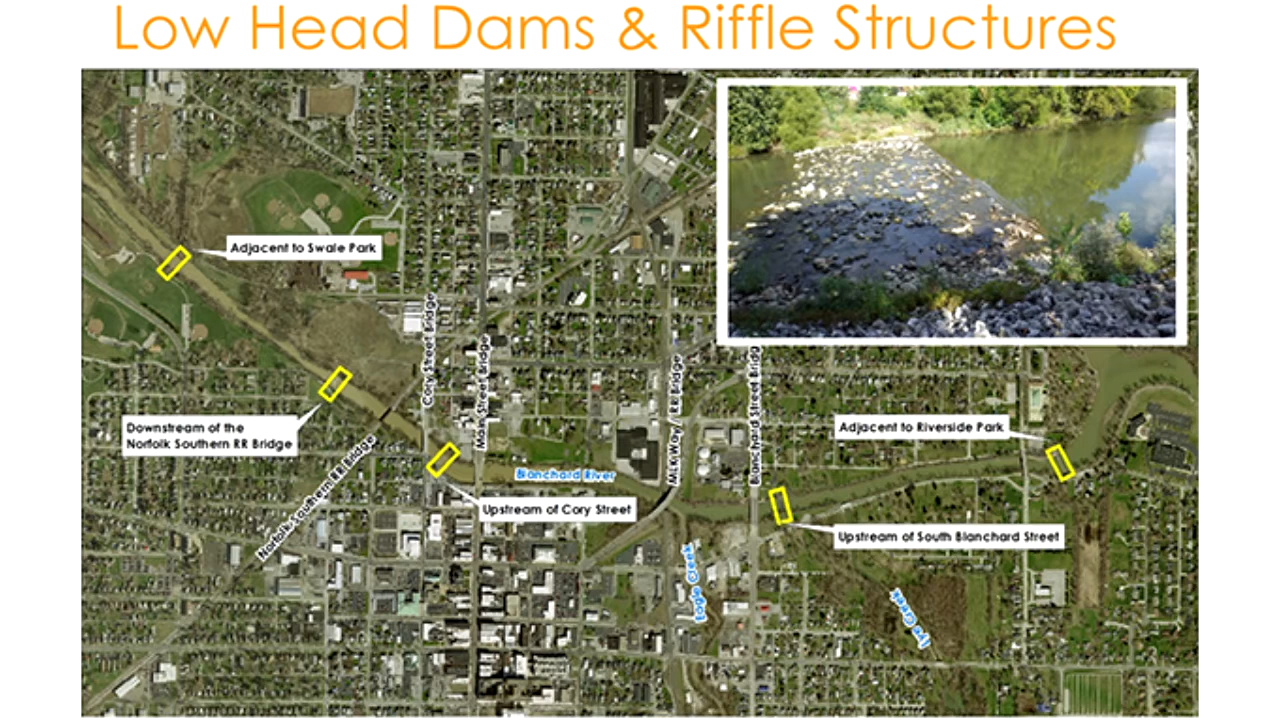 Low Head Dams & Riffle Structures
Adjacent to Swale Park
Cory Street Bridge
Main Street Bridge
MLK Way / RR Bridge
Blanchard Street Bridg
Downstream of the
Norfolk Southern RR Bridge
Norfolk Southern RR Bridge
Adjacent to Riverside Park
Blanchard River
Upstream of Cory Street
Upstream of South Blanchard Street
Eagle Creek
Lye Creek